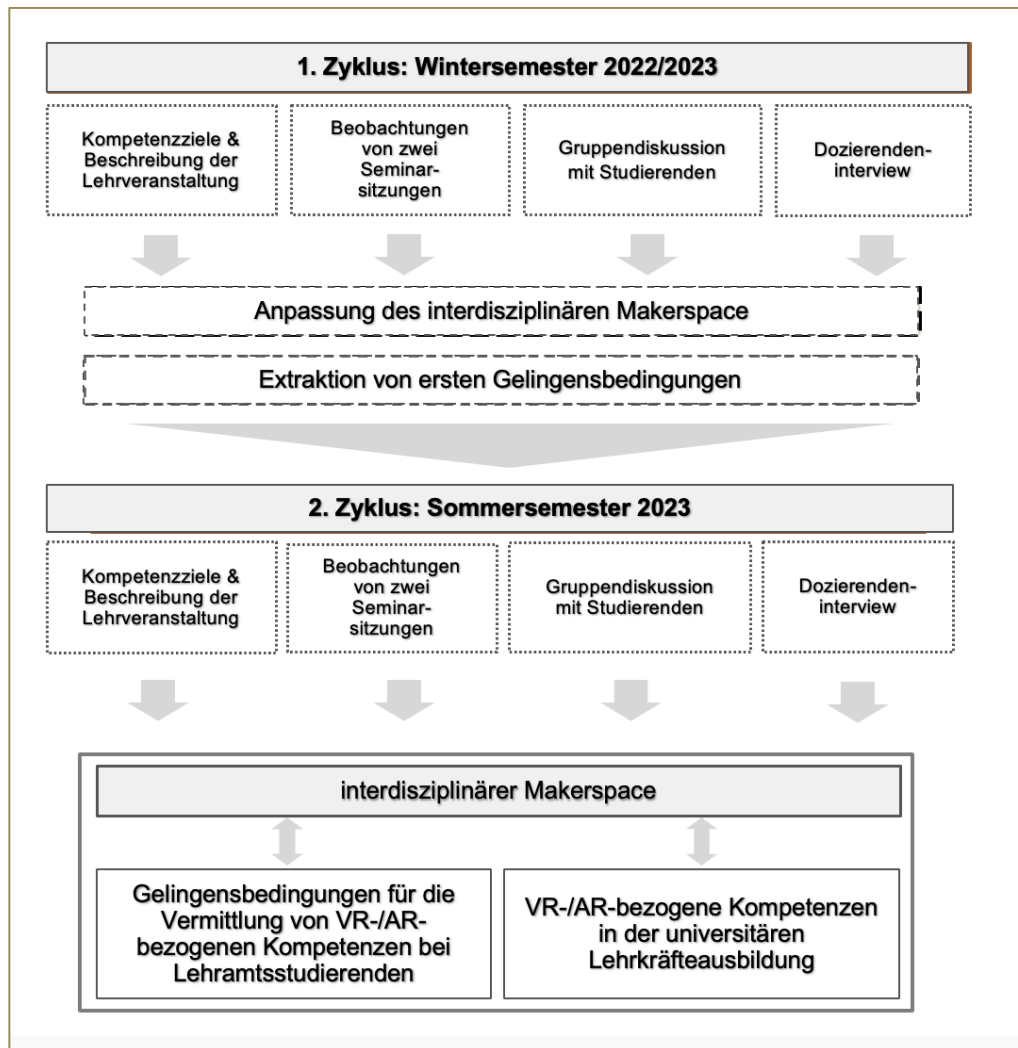 1. Zyklus: Wintersemester 2022/2023
Kompetenzziele &
Beschreibung der
Lehrveranstaltung
Beobachtungen
von zwei
Seminar-
sitzungen
Gruppendiskussion
mit Studierenden
Dozierenden-
interview
Anpassung des interdisziplinären Makerspace
Extraktion von ersten Gelingensbedingungen
2. Zyklus: Sommersemester 2023
Kompetenzziele &
Beschreibung der
Lehrveranstaltung
Beobachtungen
von zwei
Seminar-
sitzungen
Gruppendiskussion
mit Studierenden
Dozierenden-
interview
interdisziplinärer Makerspace
Gelingensbedingungen für die
Vermittlung von VR-/AR-
bezogenen Kompetenzen bei
Lehramtsstudierenden
VR-/AR-bezogene Kompetenzen
in der universitären
Lehrkräfteausbildung